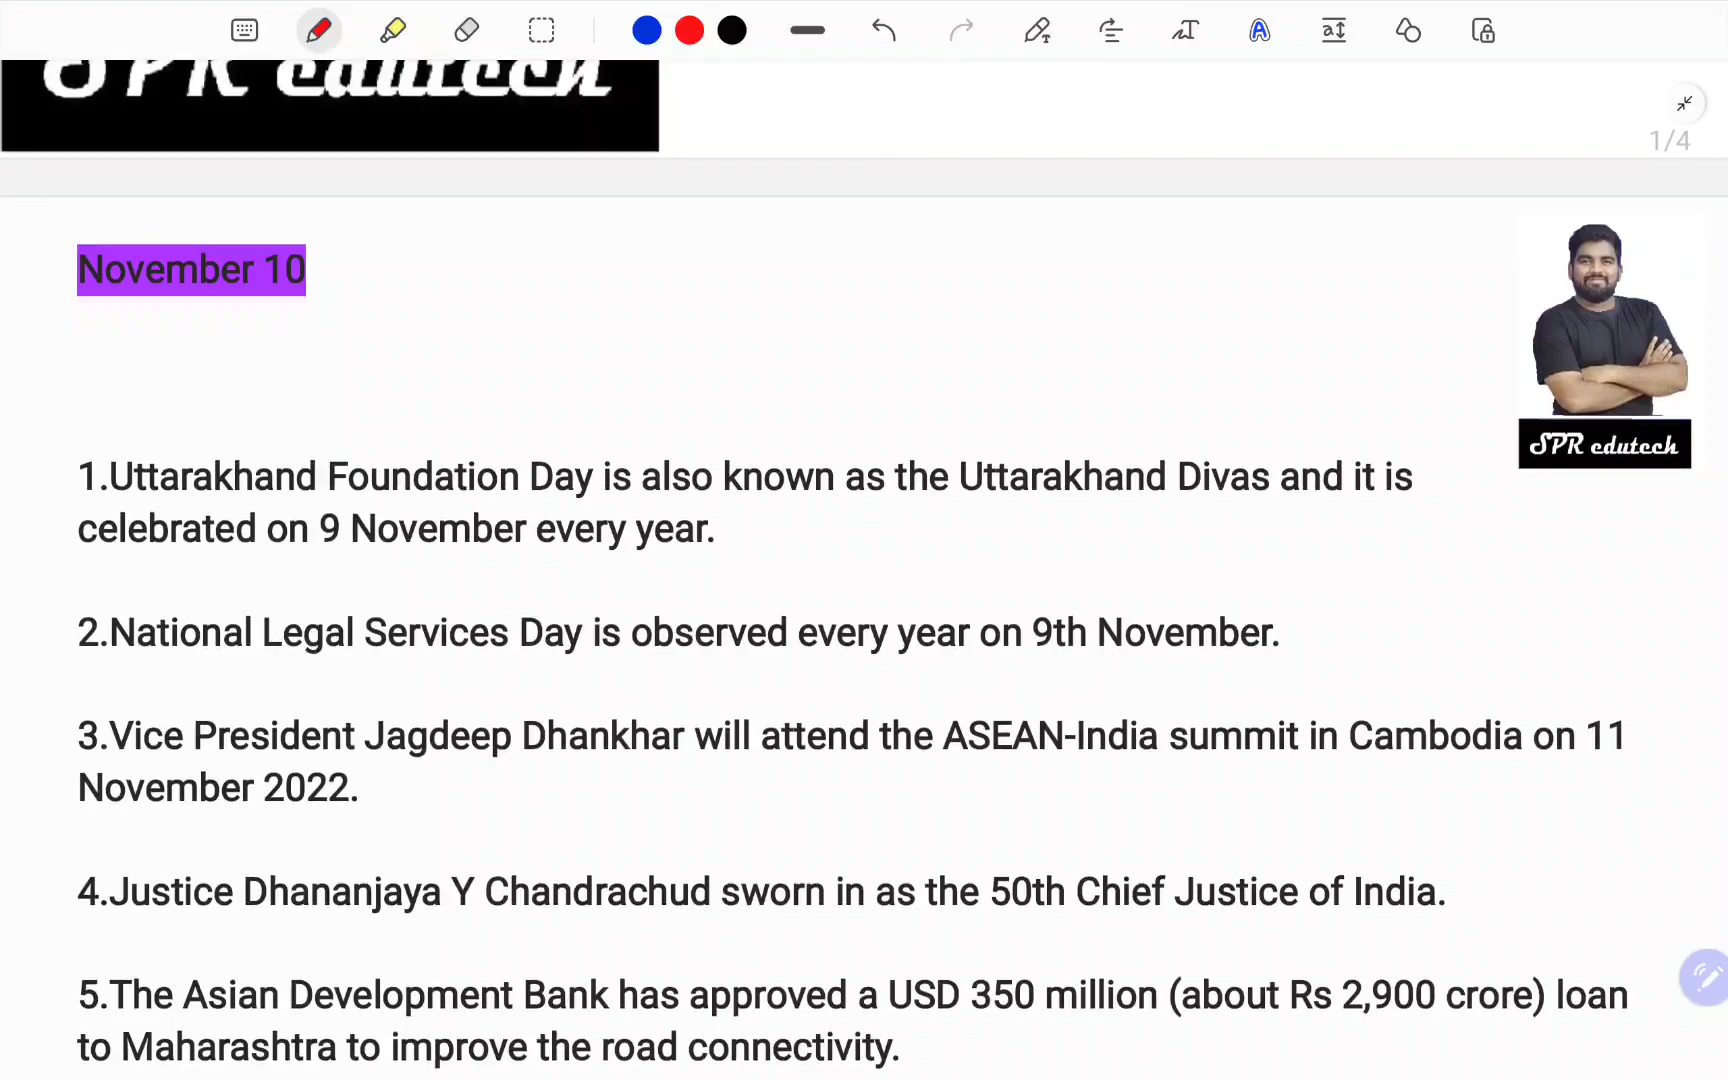 SPR edutech
1/4
November 10
SPR edutech
1.Uttarakhand Foundation Day is also known as the Uttarakhand Divas and it is
celebrated on 9 November every year.
2.National Legal Services Day is observed every year on 9th November.
3.Vice President Jagdeep Dhankhar will attend the ASEAN-India summit in Cambodia on 11
November 2022.
4.Justice Dhananjaya Y Chandrachud sworn in as the 50th Chief Justice of India.
5.The Asian Development Bank has approved a USD 350 million (about Rs 2,900 crore) loan
to Maharashtra to improve the road connectivity.